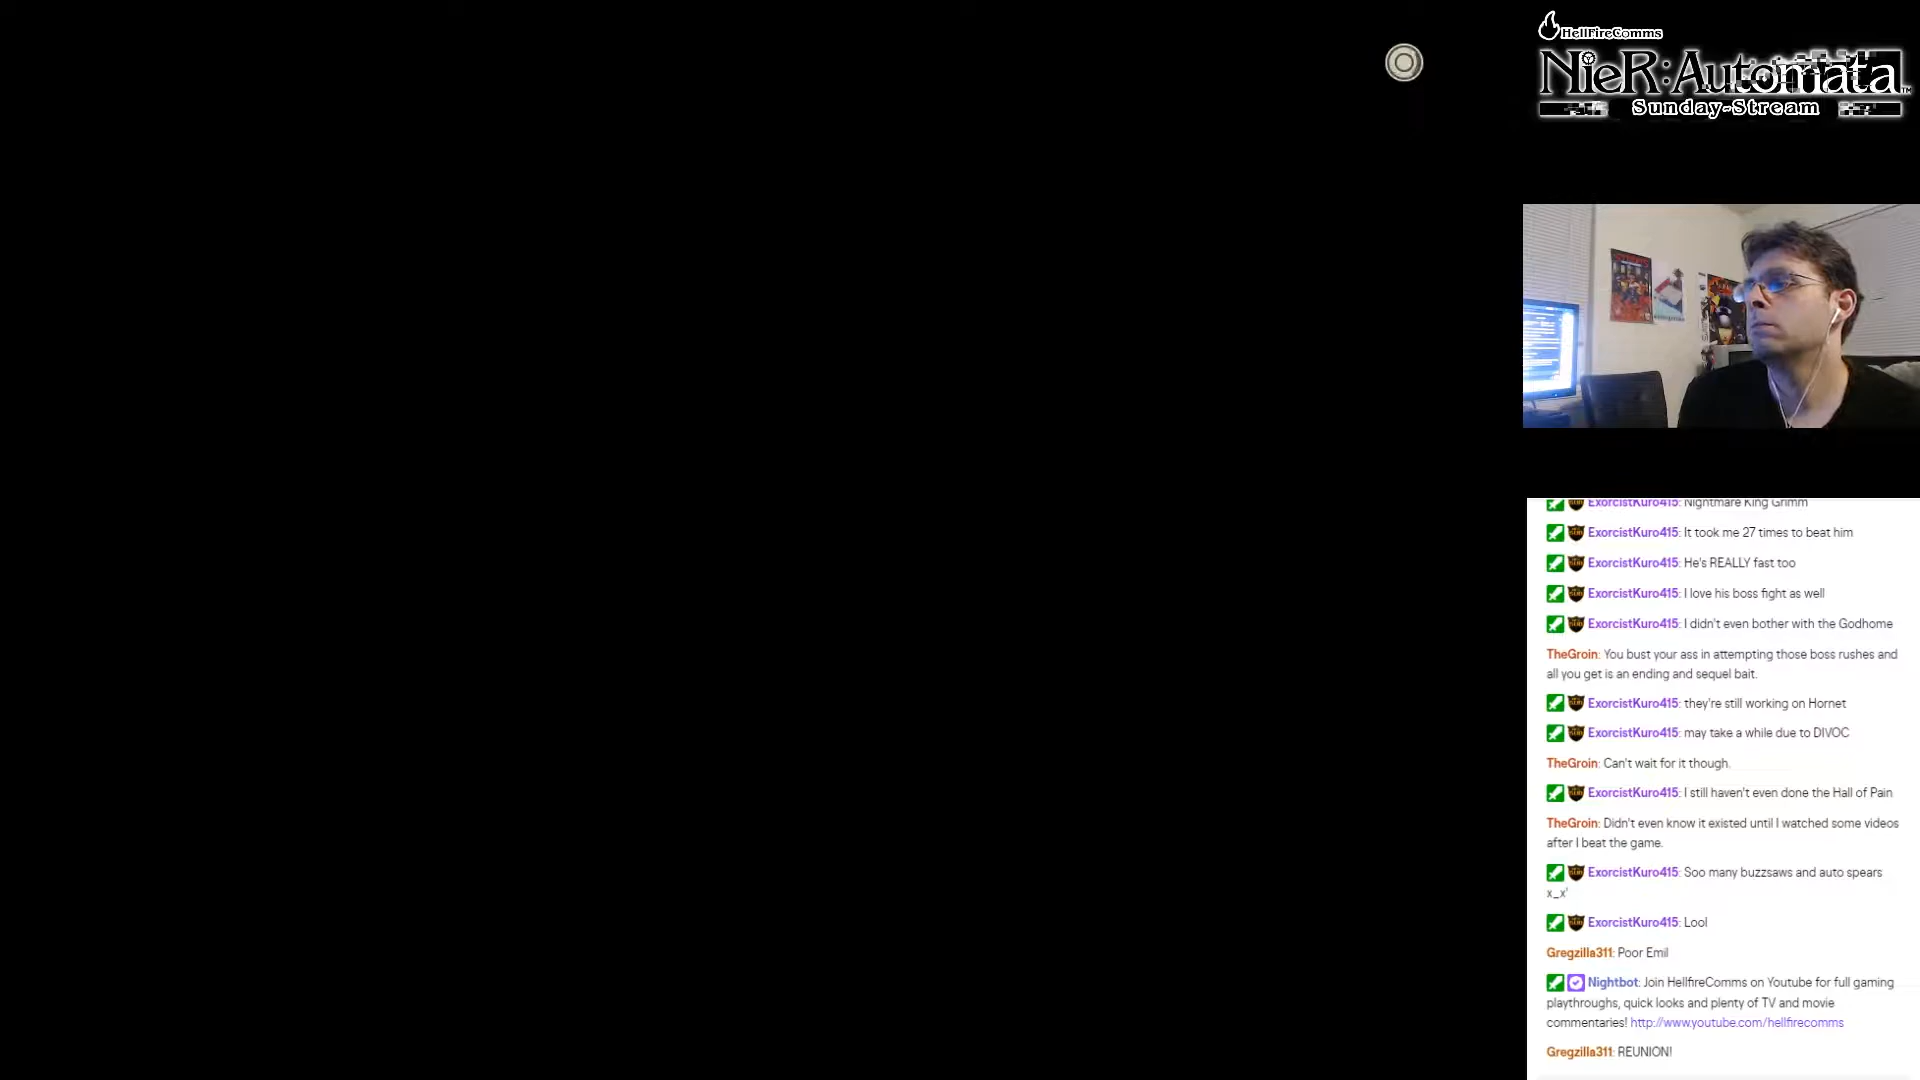 HellFireComms
NieR:Automata™
Sunday-Stream
ExorcistKuro415: Nightmare King Grimm
ExorcistKuro415: It took me 27 times to beat him
ExorcistKuro415: He's REALLY fast too
ExorcistKuro415: I love his boss fight as well
ExorcistKuro415: I didn't even bother with the Godhome
TheGroin: You bust your ass in attempting those boss rushes and
all you get is an ending and sequel bait.
ExorcistKuro415: they're still working on Hornet
ExorcistKuro415: may take a while due to DIVOC
TheGroin: Can't wait for it though.
ExorcistKuro415: I still haven't even done the Hall of Pain
TheGroin: Didn't even know it existed until I watched some videos
after I beat the game.
ExorcistKuro415: Soo many buzzsaws and auto spears
x_x'
ExorcistKuro415: Lool
Gregzilla311: Poor Emil
Nightbot: Join HellfireComms on Youtube for full gaming
playthroughs, quick looks and plenty of TV and movie
commentaries! http://www.youtube.com/hellfirecomms
Gregzilla311: REUNION!